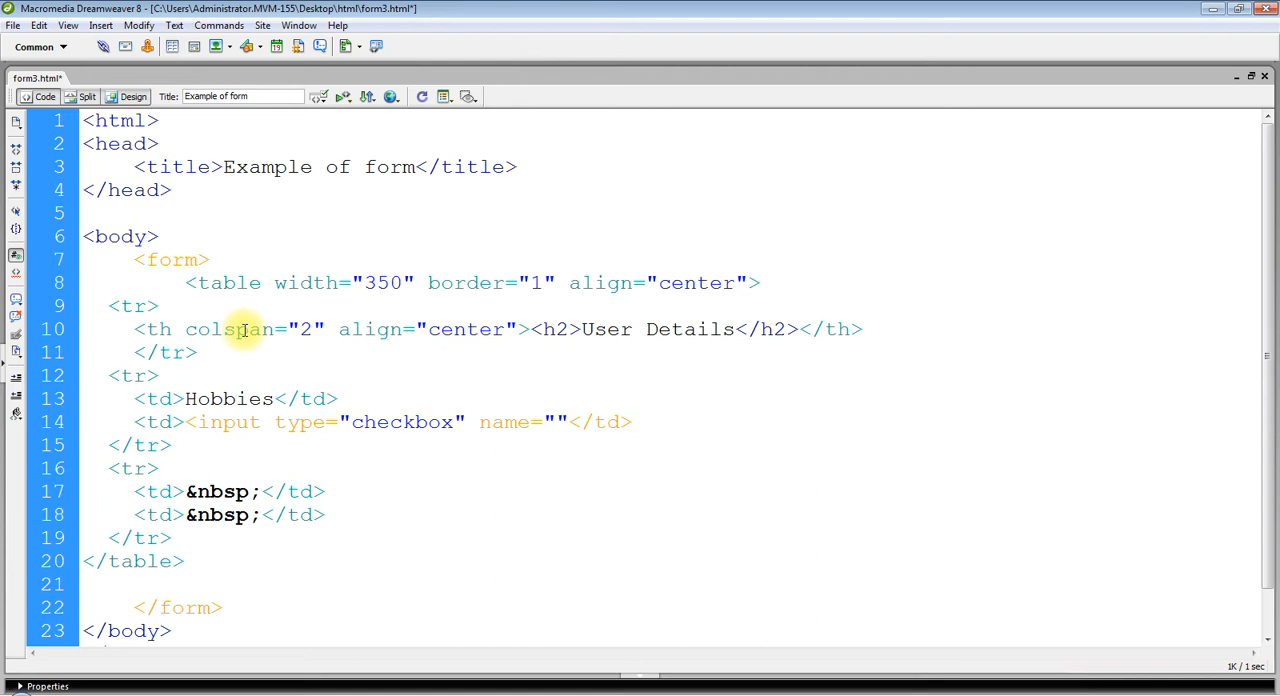 Macromedia Dreamweaver 8 - [C:\Users\Administrator.MVM-155\Desktop\html\form3.html*]
File Edit View Insert Modify Text Commands Site Window Help
Common
form3.html*
Code Split Design Title: Example of form
1 <html>
2 <head>
3 <title>Example of form</title>
4 </head>
5
6 <body>
7 <form>
8 <table width="350" border="1" align="center">
9 <tr>
10 <th colspan="2" align="center"><h2>User Details</h2></th>
11 </tr>
12 <tr>
13 <td>Hobbies</td>
14 <td><input type="checkbox" name=""</td>
15 </tr>
16 <tr>
17 <td>&nbsp;</td>
18 <td>&nbsp;</td>
19 </tr>
20 </table>
21
22 </form>
23 </body>
1K / 1 sec
Properties